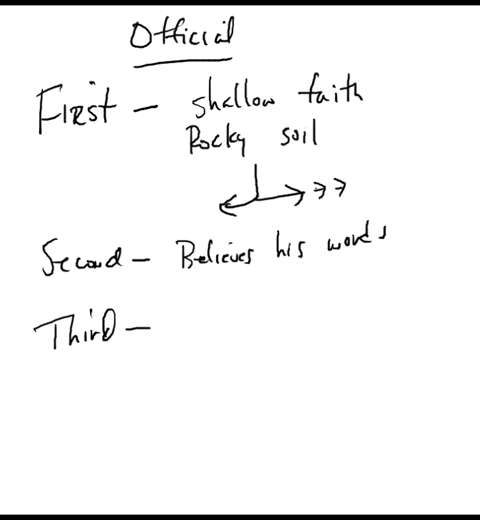 Official
First - shallow faith
Rocky soil
Second - Believes his words
Third -